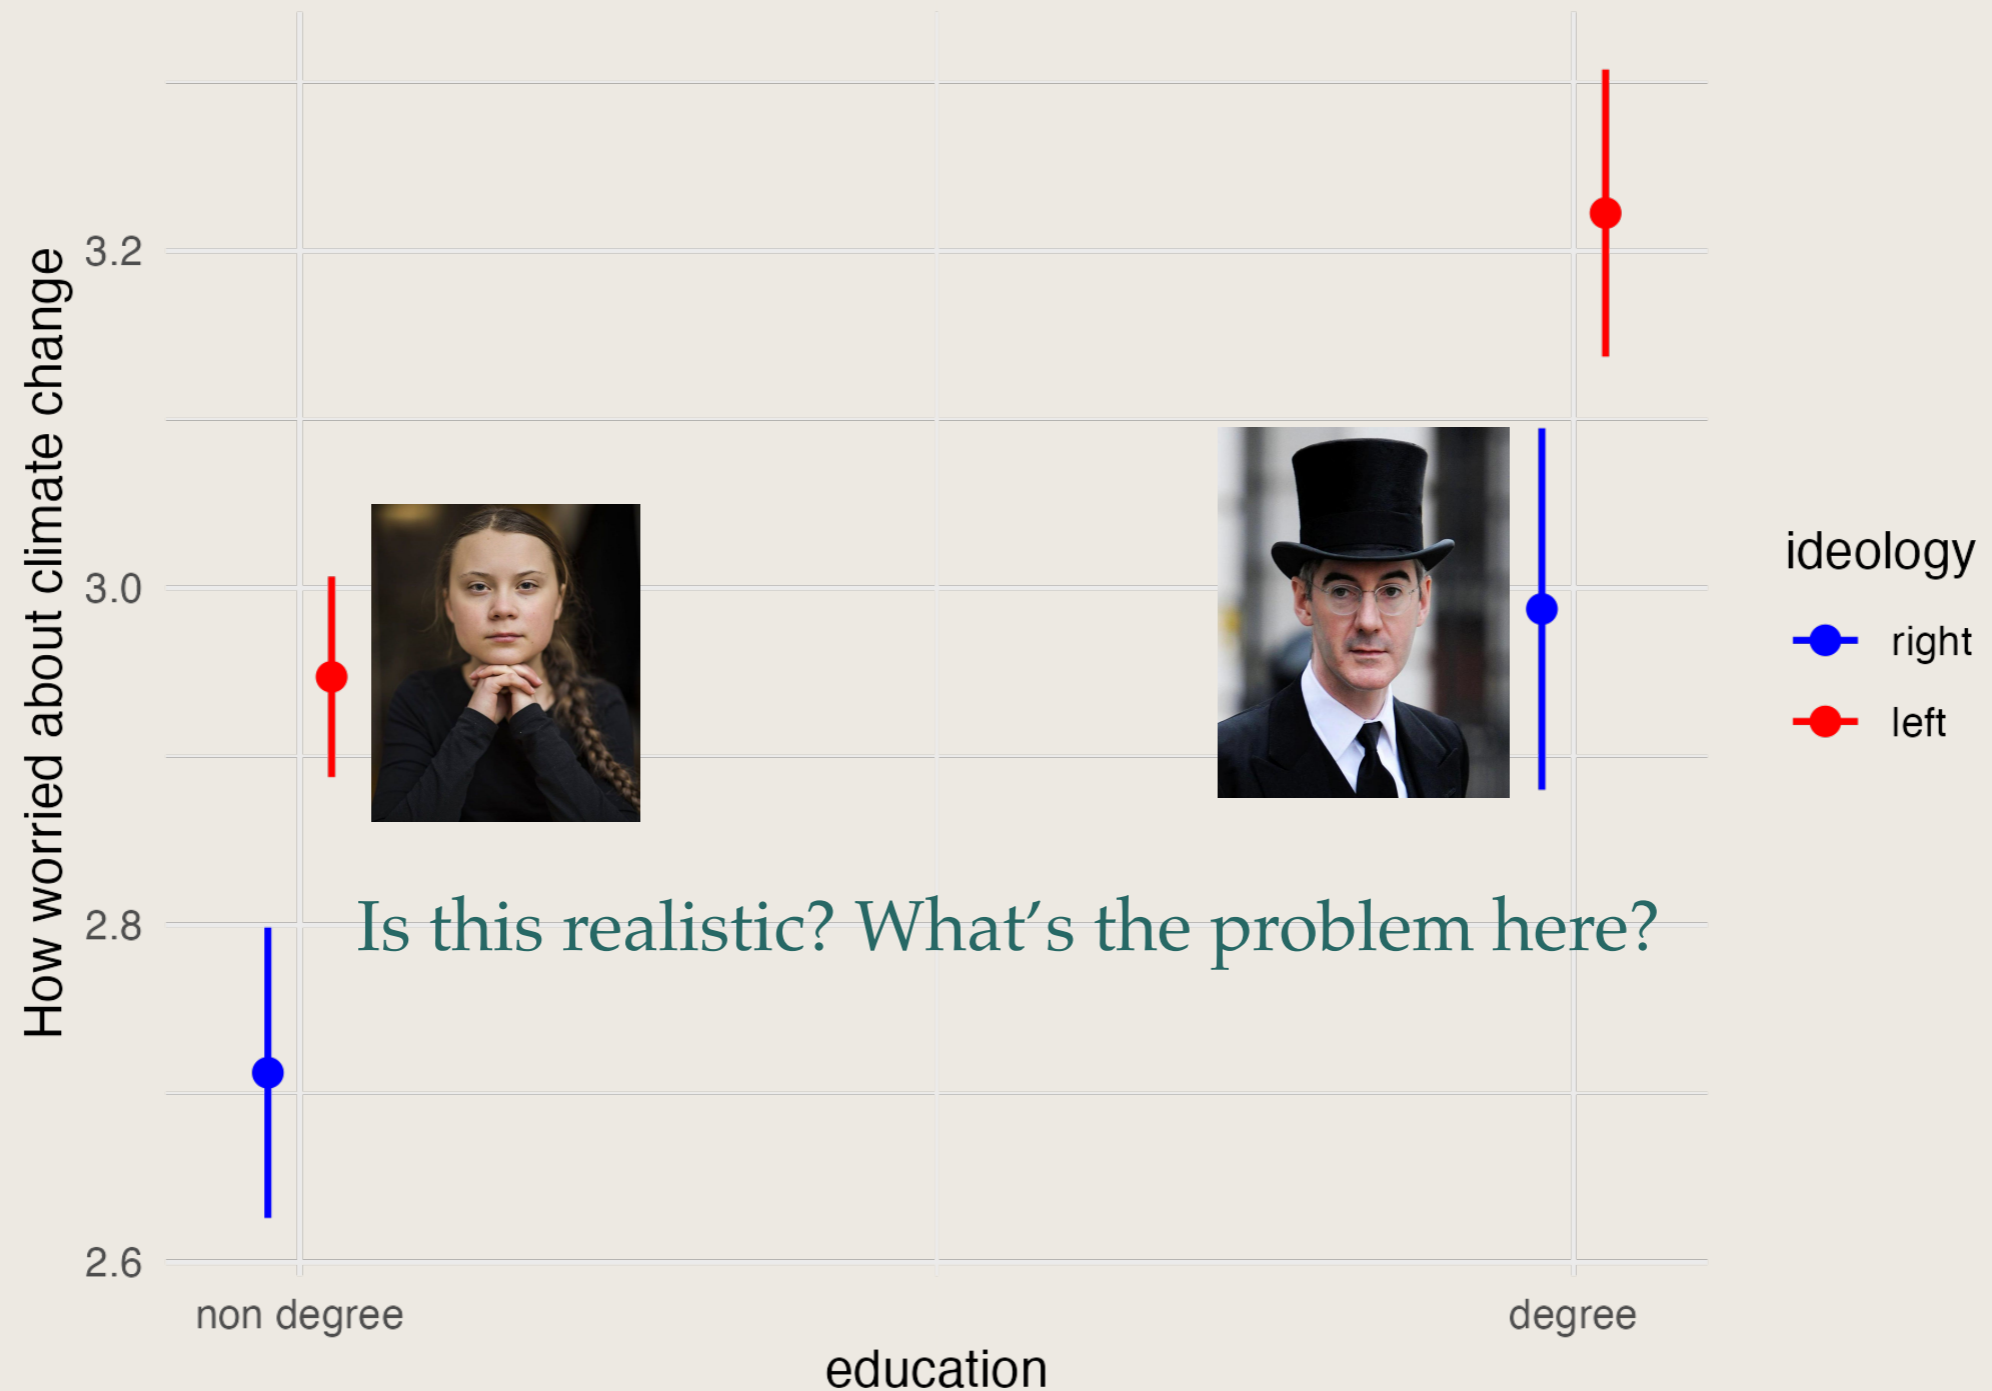 How worried about climate change
3.2
3.0
2.8
2.6
Is this realistic? What’s the problem here?
non degree
degree
education
ideology
right
left